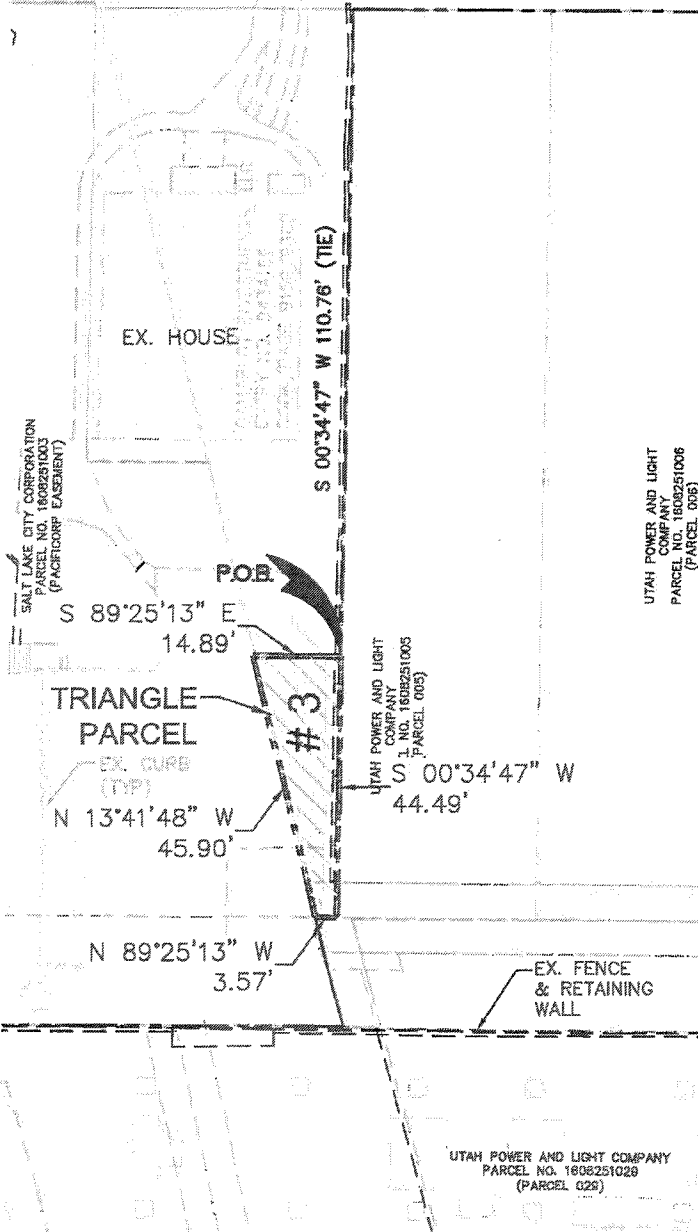 S 00°34'47" W 110.76' (TIE)
EX. HOUSE
SALT LAKE CITY CORPORATION
PARCEL NO. 1608251003
(PACIFICORP EASEMENT)
UTAH POWER AND LIGHT
COMPANY
PARCEL NO. 1608251006
(PARCEL 006)
P.O.B.
S 89°25'13" E
14.89'
TRIANGLE
PARCEL
# 3
UTAH POWER AND LIGHT
COMPANY
L NO. 1608251005
PARCEL 005)
EX. CURB
(TYP)
S 00°34'47" W
44.49'
N 13°41'48" W
45.90'
N 89°25'13" W
3.57'
EX. FENCE
& RETAINING
WALL
UTAH POWER AND LIGHT COMPANY
PARCEL NO. 1608251029
(PARCEL 029)